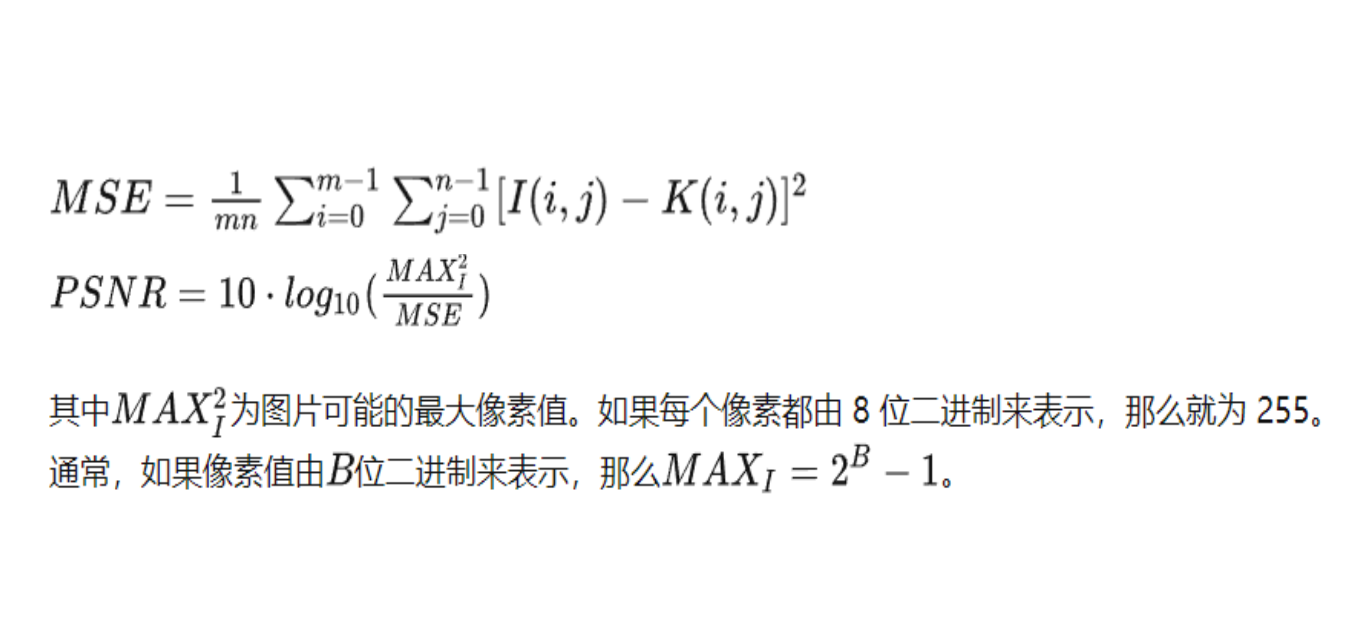 $MSE = \frac{1}{mn} \sum_{i=0}^{m-1} \sum_{j=0}^{n-1} [I(i,j) - K(i,j)]^2$
$PSNR = 10 \cdot log_{10}(\frac{MAX_I^2}{MSE})$
其中$MAX_I^2$为图片可能的最大像素值。如果每个像素都由 8 位二进制来表示，那么就为 255。
通常，如果像素值由$B$位二进制来表示，那么$MAX_I = 2^B - 1$。